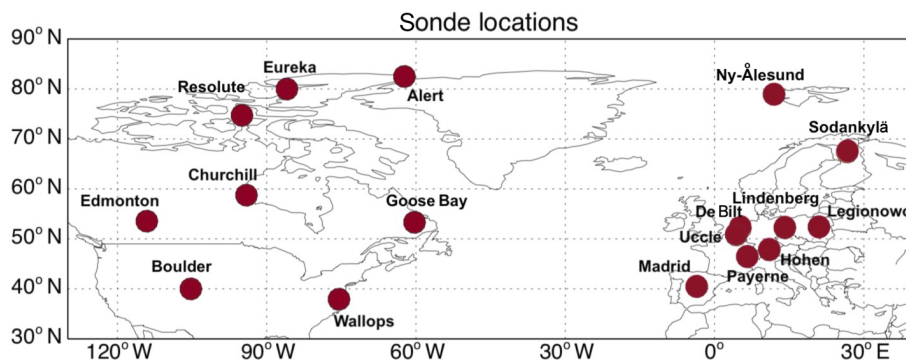 Sonde locations
90° N
80° N
70° N
60° N
50° N
40° N
30° N
Eureka
Resolute
Alert
Ny-Ålesund
Sodankylä
Churchill
Edmonton
Goose Bay
Lindenberg
De Bilt
Legionowo
Uccle
Boulder
Madrid
Hohen
Payerne
Wallops
120° W
90° W
60° W
30° W
0°
30° E